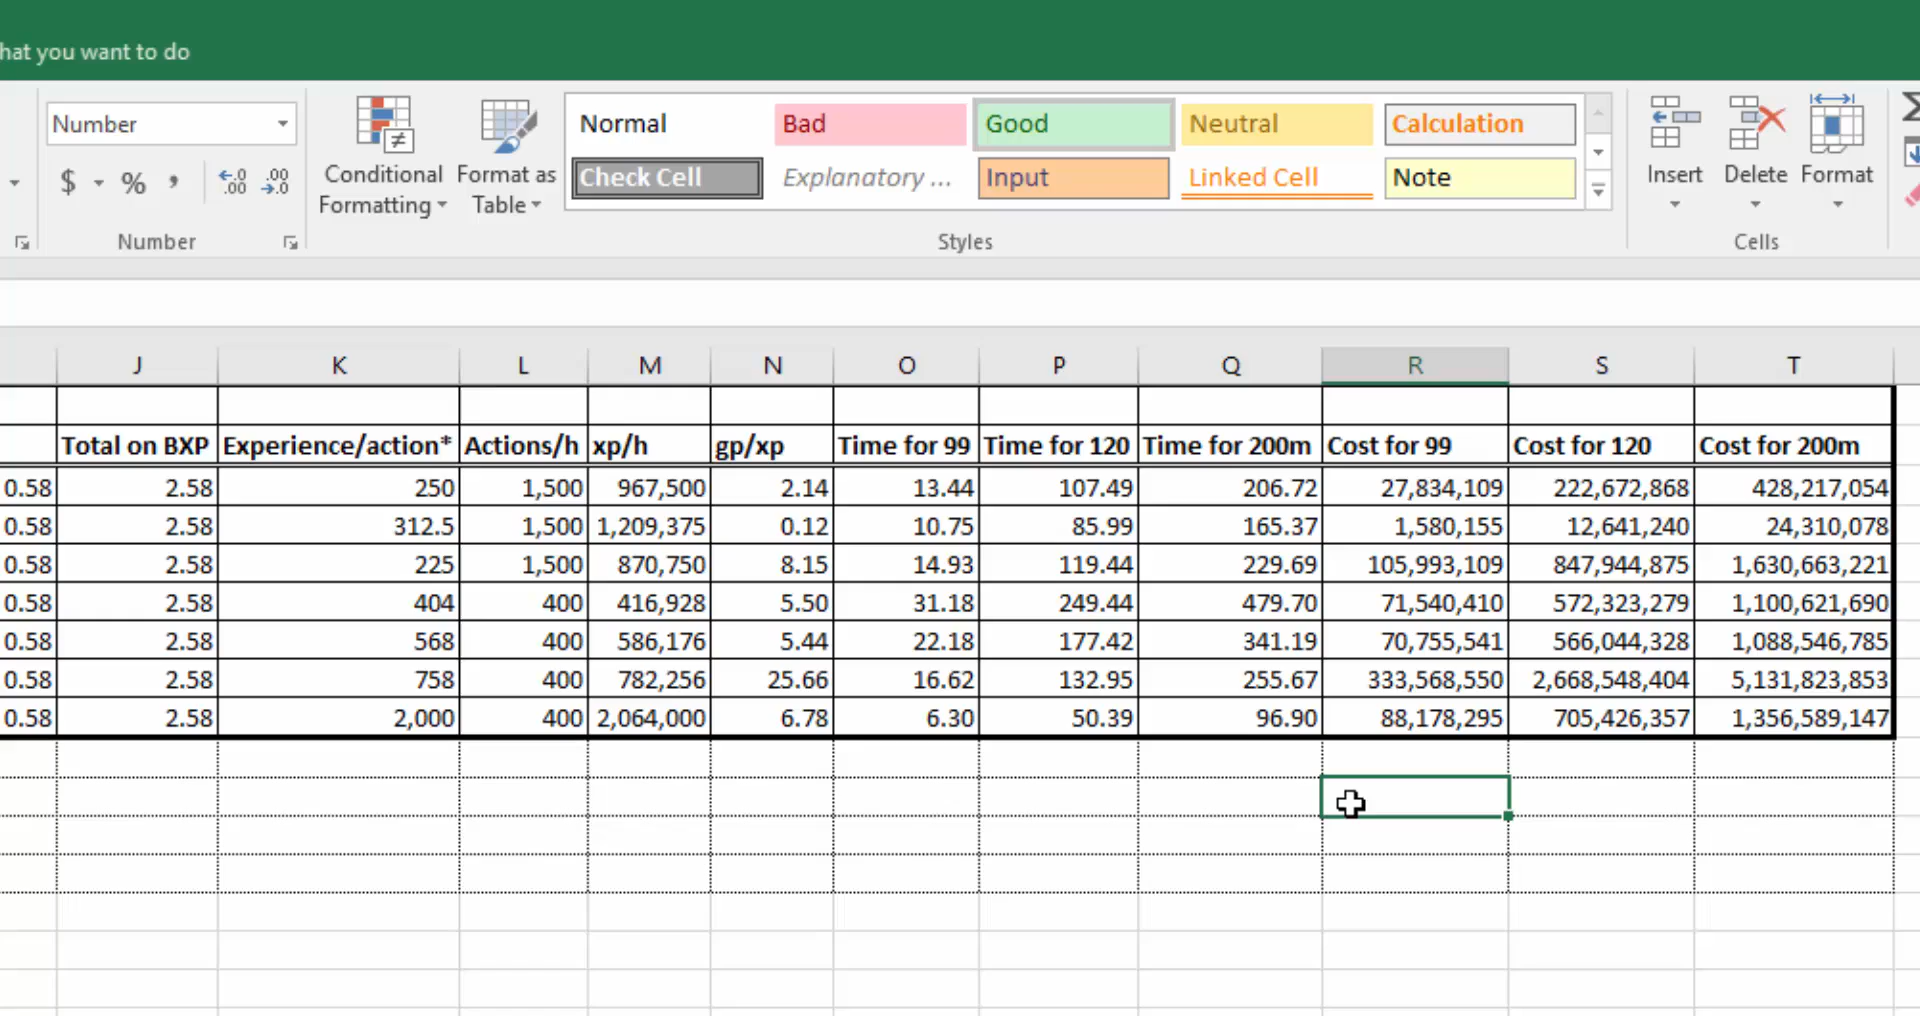 hat you want to do
Number
$ % ,
←.0 .00
.00 →.0
Conditional
Formatting
Format as
Table
Normal Bad Good Neutral Calculation
Check Cell Explanatory ... Input Linked Cell Note
Insert Delete Format
Number Styles Cells
J K L M N O P Q R S T
Total on BXP Experience/action* Actions/h xp/h gp/xp Time for 99 Time for 120 Time for 200m Cost for 99 Cost for 120 Cost for 200m
0.58 2.58 250 1,500 967,500 2.14 13.44 107.49 206.72 27,834,109 222,672,868 428,217,054
0.58 2.58 312.5 1,500 1,209,375 0.12 10.75 85.99 165.37 1,580,155 12,641,240 24,310,078
0.58 2.58 225 1,500 870,750 8.15 14.93 119.44 229.69 105,993,109 847,944,875 1,630,663,221
0.58 2.58 404 400 416,928 5.50 31.18 249.44 479.70 71,540,410 572,323,279 1,100,621,690
0.58 2.58 568 400 586,176 5.44 22.18 177.42 341.19 70,755,541 566,044,328 1,088,546,785
0.58 2.58 758 400 782,256 25.66 16.62 132.95 255.67 333,568,550 2,668,548,404 5,131,823,853
0.58 2.58 2,000 400 2,064,000 6.78 6.30 50.39 96.90 88,178,295 705,426,357 1,356,589,147